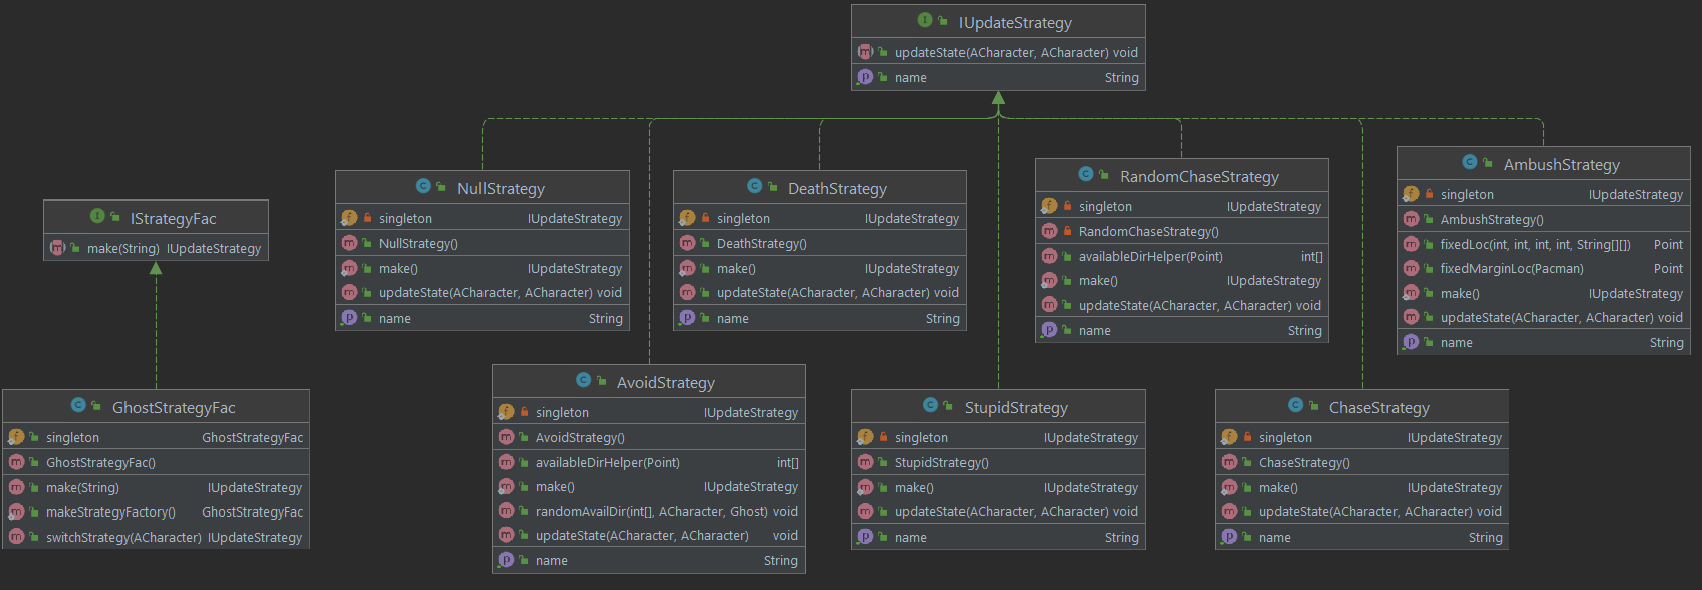 IUpdateStrategy
updateState(ACharacter, ACharacter) void
name String
IStrategyFac
make(String) IUpdateStrategy
GhostStrategyFac
singleton GhostStrategyFac
GhostStrategyFac()
make(String) IUpdateStrategy
makeStrategyFactory() GhostStrategyFac
switchStrategy(ACharacter) IUpdateStrategy
NullStrategy
singleton IUpdateStrategy
NullStrategy()
make() IUpdateStrategy
updateState(ACharacter, ACharacter) void
name String
DeathStrategy
singleton IUpdateStrategy
DeathStrategy()
make() IUpdateStrategy
updateState(ACharacter, ACharacter) void
name String
RandomChaseStrategy
singleton IUpdateStrategy
RandomChaseStrategy()
availableDirHelper(Point) int[]
make() IUpdateStrategy
updateState(ACharacter, ACharacter) void
name String
AmbushStrategy
singleton IUpdateStrategy
AmbushStrategy()
fixedLoc(int, int, int, int, String[][]) Point
fixedMarginLoc(Pacman) Point
make() IUpdateStrategy
updateState(ACharacter, ACharacter) void
name String
AvoidStrategy
singleton IUpdateStrategy
AvoidStrategy()
availableDirHelper(Point) int[]
make() IUpdateStrategy
randomAvailDir(int[], ACharacter, Ghost) void
updateState(ACharacter, ACharacter) void
name String
StupidStrategy
singleton IUpdateStrategy
StupidStrategy()
make() IUpdateStrategy
updateState(ACharacter, ACharacter) void
name String
ChaseStrategy
singleton IUpdateStrategy
ChaseStrategy()
make() IUpdateStrategy
updateState(ACharacter, ACharacter) void
name String